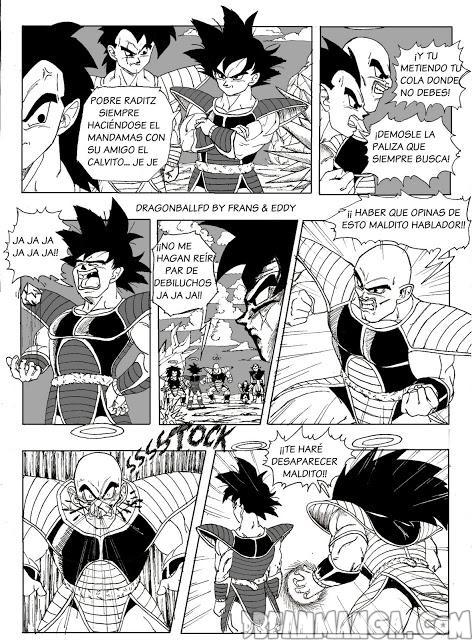 POBRE RADITZ
SIEMPRE
HACIÉNDOSE EL
MANDAMAS CON
SU AMIGO EL
CALVITO... JE JE
¡Y TU
METIENDO TU
COLA DONDE
NO DEBES!
¡DEMOSLE LA
PALIZA QUE
SIEMPRE BUSCA!
DRAGONBALLFD BY FRANS & EDDY
JA JA JA
JA JA JA!!
¡¡NO ME
HAGAN REÍR
PAR DE
DEBILUCHOS
JA JA JA!!
¡¡ HABER QUE OPINAS DE
ESTO MALDITO HABLADOR!!
SSSSTOCK
¡¡TE HARÉ
DESAPARECER
MALDITO!!
DBFANMANGA.COM